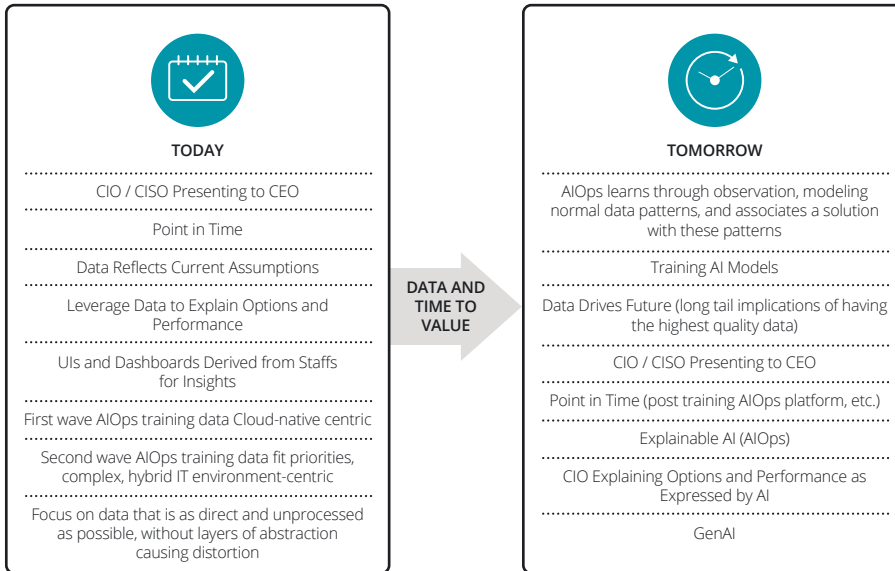 TODAY
CIO / CISO Presenting to CEO
Point in Time
Data Reflects Current Assumptions
Leverage Data to Explain Options and
Performance
UIs and Dashboards Derived from Staffs
for Insights
First wave AIOps training data Cloud-native centric
Second wave AIOps training data fit priorities,
complex, hybrid IT environment-centric
Focus on data that is as direct and unprocessed
as possible, without layers of abstraction
causing distortion
DATA AND
TIME TO
VALUE
TOMORROW
AIOps learns through observation, modeling
normal data patterns, and associates a solution
with these patterns
Training AI Models
Data Drives Future (long tail implications of having
the highest quality data)
CIO / CISO Presenting to CEO
Point in Time (post training AIOps platform, etc.)
Explainable AI (AIOps)
CIO Explaining Options and Performance as
Expressed by AI
GenAI